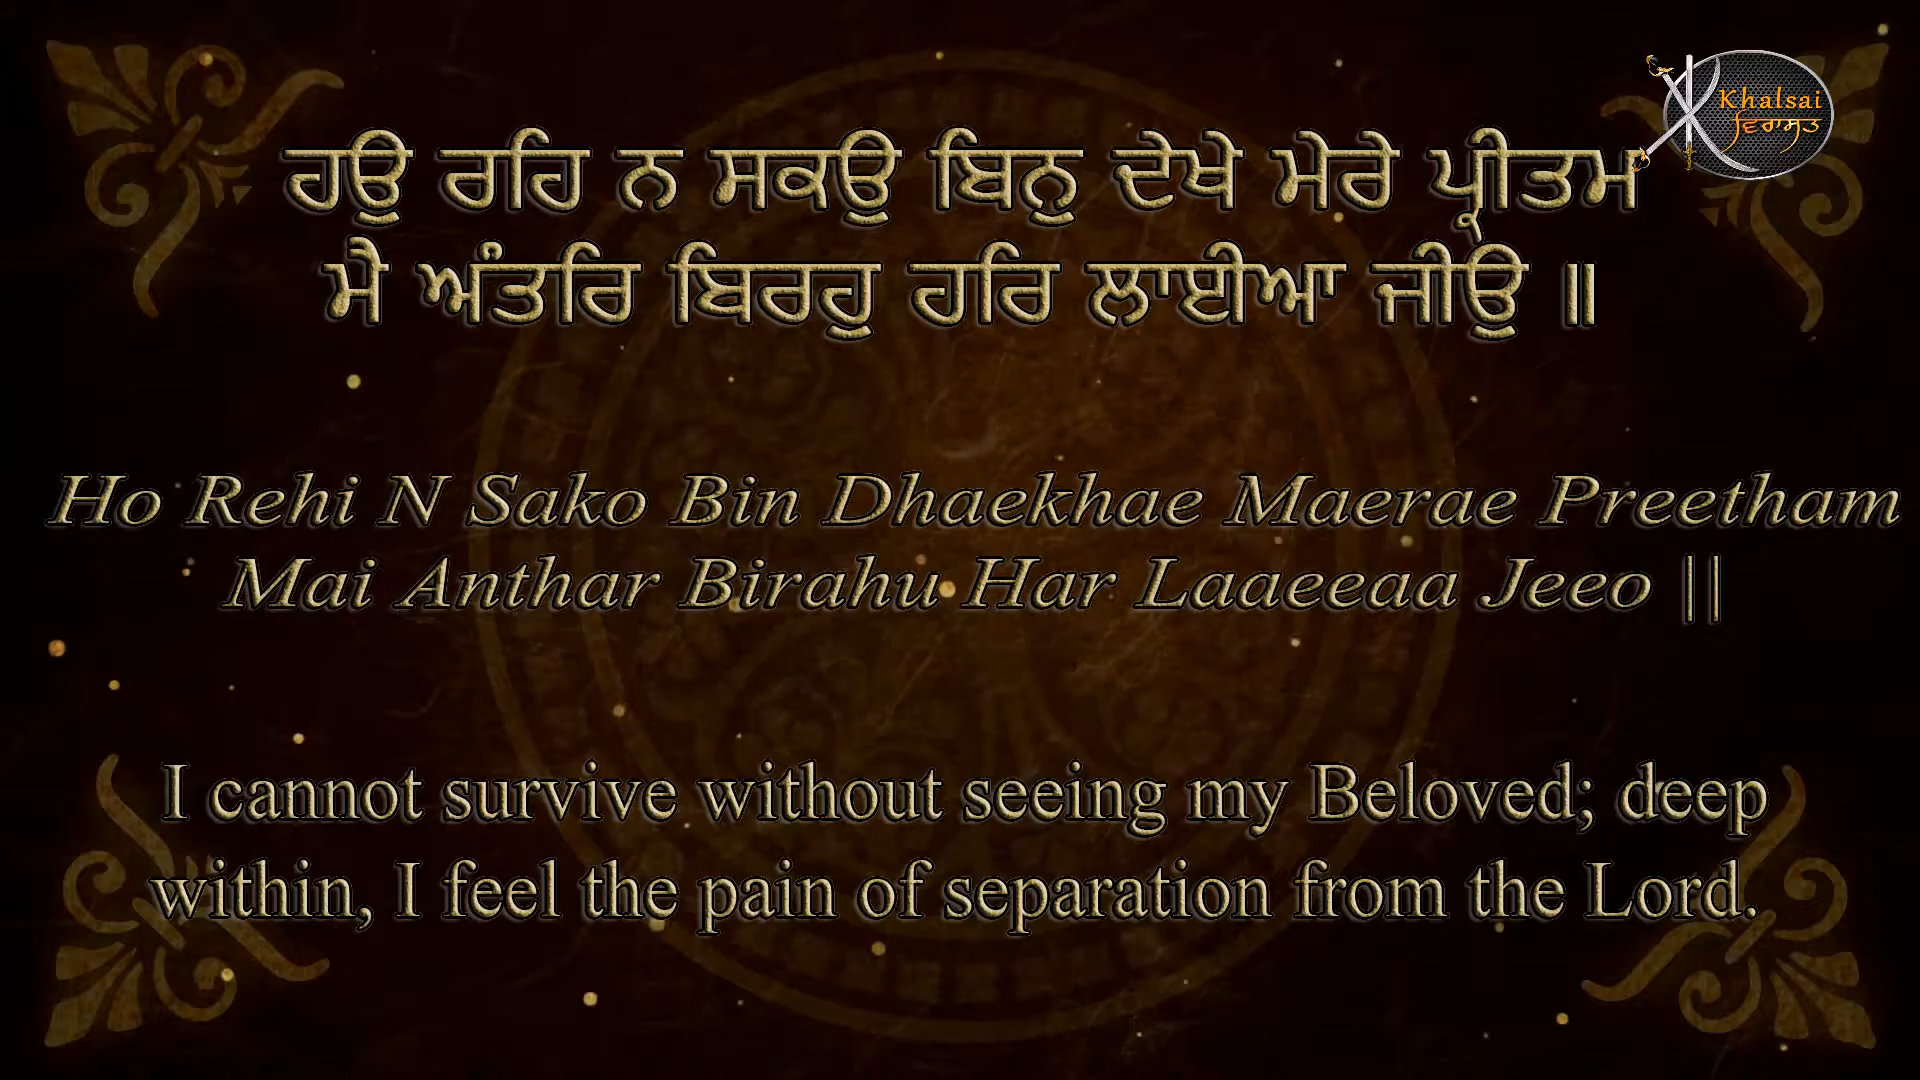 Khalsai
ਵਿਰਾਸਤ
ਹਉ ਰਹਿ ਨ ਸਕਉ ਬਿਨੁ ਦੇਖੇ ਮੇਰੇ ਪ੍ਰੀਤਮ
ਮੈ ਅੰਤਰਿ ਬਿਰਹੁ ਹਰਿ ਲਾਈਆ ਜੀਉ ॥
Ho Rehi N Sako Bin Dhaekhae Maerae Preetham
Mai Anthar Birahu Har Laaeeaa Jeeo ||
I cannot survive without seeing my Beloved; deep
within, I feel the pain of separation from the Lord.